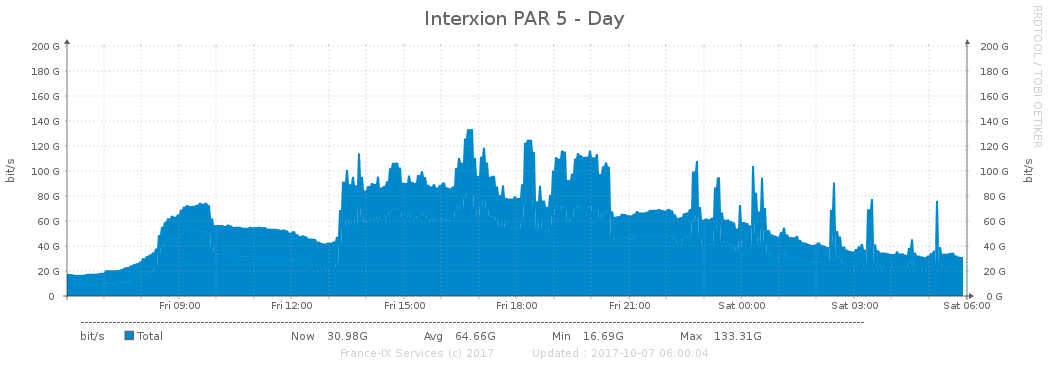 Interxion PAR 5 - Day
RRDTOOL / TOBI OETIKER
200 G 200 G
180 G 180 G
160 G 160 G
140 G 140 G
120 G 120 G
100 G 100 G
80 G 80 G
60 G 60 G
40 G 40 G
20 G 20 G
0 0 G
bit/s bit/s
Fri 09:00 Fri 12:00 Fri 15:00 Fri 18:00 Fri 21:00 Sat 00:00 Sat 03:00 Sat 06:00
bit/s Total Now 30.98G Avg 64.66G Min 16.69G Max 133.31G
France-IX Services (c) 2017 Updated : 2017-10-07 06:00:04